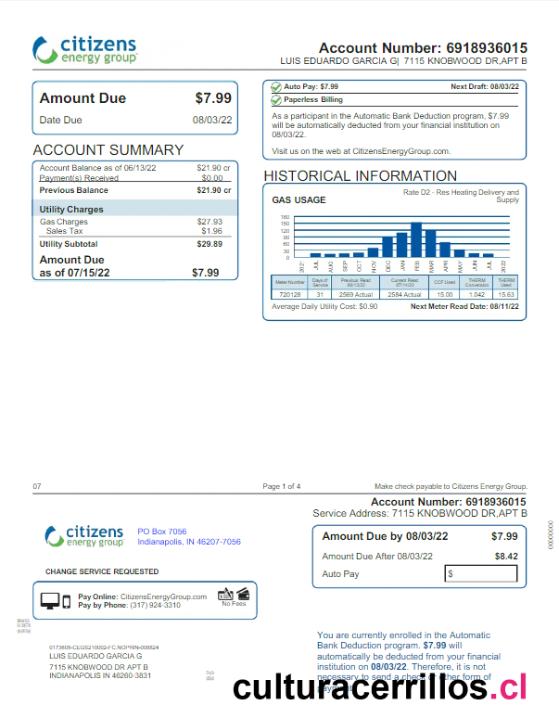 citizens
energy group
Account Number: 6918936015
LUIS EDUARDO GARCIA G| 7115 KNOBWOOD DR,APT B
Amount Due $7.99
Date Due 08/03/22
ACCOUNT SUMMARY
Account Balance as of 06/13/22 $21.90 cr
Payment(s) Received $0.00
Previous Balance $21.90 cr
Utility Charges
Gas Charges $27.93
Sales Tax $1.96
Utility Subtotal $29.89
Amount Due
as of 07/15/22 $7.99
Auto Pay: $7.99 Next Draft: 08/03/22
Paperless Billing
As a participant in the Automatic Bank Deduction program, $7.99
will be automatically deducted from your financial institution on
08/03/22.
Visit us on the web at CitizensEnergyGroup.com.
HISTORICAL INFORMATION
Rate D2 - Res Heating Delivery and
Supply
GAS USAGE
180
150
120
90
60
30
0
2021 JUL AUG SEP OCT NOV DEC JAN FEB MAR APR MAY JUN JUL 2022
Meter Number Days of Service Previous Read 06/13/22 Current Read 07/14/22 CCF Used THERM Conversion THERM Used
720128 31 2569 Actual 2584 Actual 15.00 1.042 15.63
Average Daily Utility Cost: $0.90 Next Meter Read Date: 08/11/22
07 Page 1 of 4 Make check payable to Citizens Energy Group.
Account Number: 6918936015
Service Address: 7115 KNOBWOOD DR,APT B
citizens
energy group
PO Box 7056
Indianapolis, IN 46207-7056
CHANGE SERVICE REQUESTED
Pay Online: CitizensEnergyGroup.com
Pay by Phone: (317) 924-3310
No Fees
Amount Due by 08/03/22 $7.99
Amount Due After 08/03/22 $8.42
Auto Pay $
LUIS EDUARDO GARCIA G
7115 KNOBWOOD DR APT B
INDIANAPOLIS IN 46260-3831
You are currently enrolled in the Automatic
Bank Deduction program. $7.99 will
automatically be deducted from your financial
institution on 08/03/22. Therefore, it is not
necessary to send a check or other form of
culturacerrillos.cl